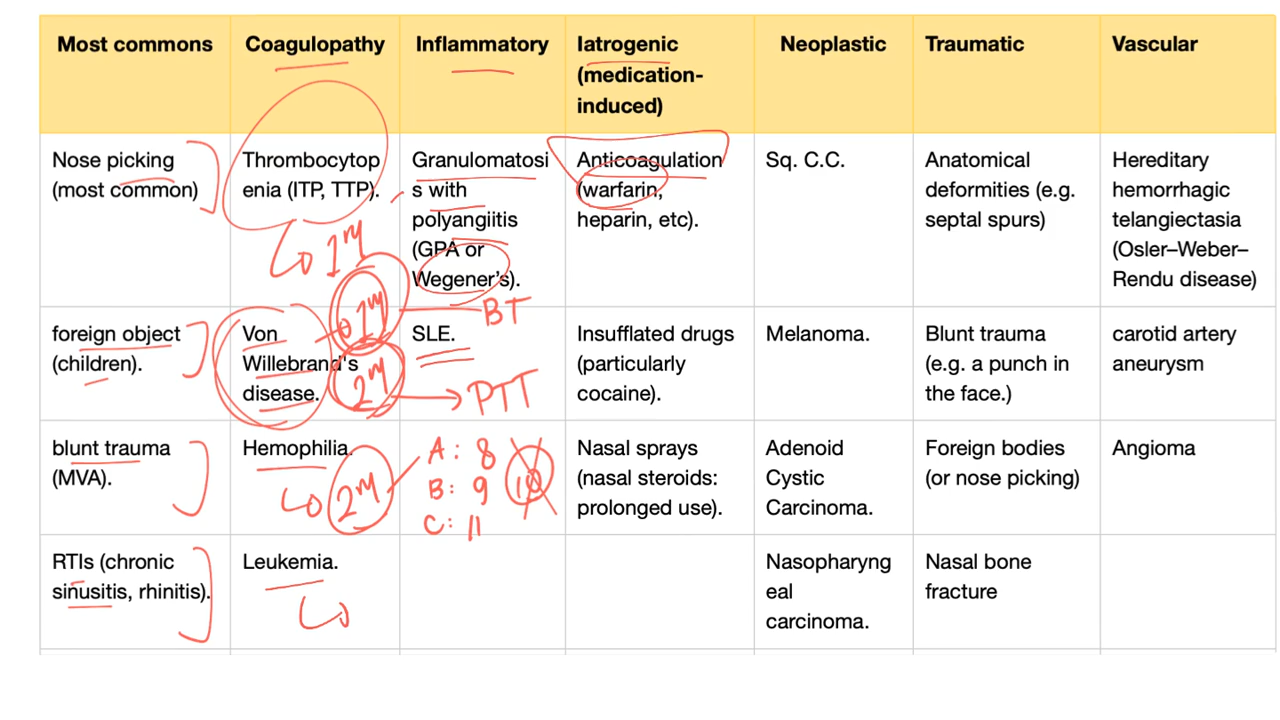 Most commons
Coagulopathy
Inflammatory
Iatrogenic
(medication-
induced)
Neoplastic
Traumatic
Vascular
Nose picking
(most common)
Thrombocytop
enia (ITP, TTP).
1M
Granulomatosi
s with
polyangiitis
(GPA or
Wegener's).
Anticoagulation
(warfarin,
heparin, etc).
Sq. C.C.
Anatomical
deformities (e.g.
septal spurs)
Hereditary
hemorrhagic
telangiectasia
(Osler–Weber–
Rendu disease)
foreign object
(children).
Von
Willebrand's
disease.
1M
BT
2M
PTT
SLE.
Insufflated drugs
(particularly
cocaine).
Melanoma.
Blunt trauma
(e.g. a punch in
the face.)
carotid artery
aneurysm
blunt trauma
(MVA).
Hemophilia.
2M
A: 8
B: 9
C: 11
10
Nasal sprays
(nasal steroids:
prolonged use).
Adenoid
Cystic
Carcinoma.
Foreign bodies
(or nose picking)
Angioma
RTIs (chronic
sinusitis, rhinitis).
Leukemia.
Nasopharyng
eal
carcinoma.
Nasal bone
fracture